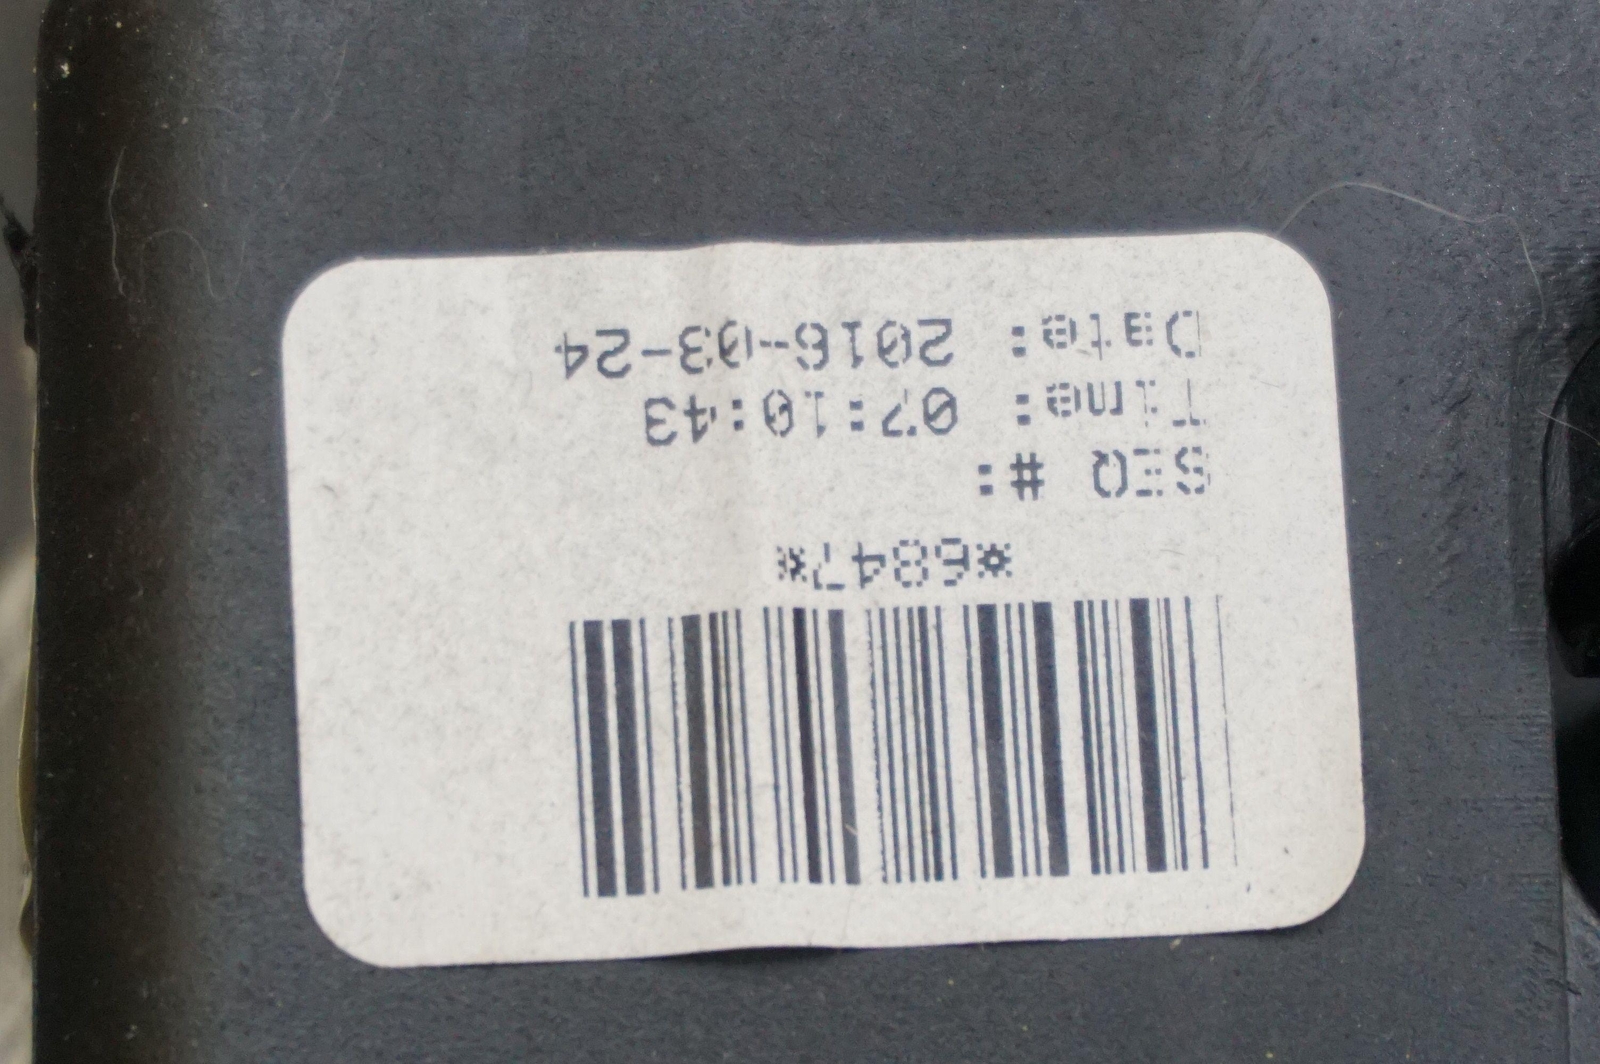 *6847*
SEQ #:
Time: 07:10:43
Date: 2016-03-24